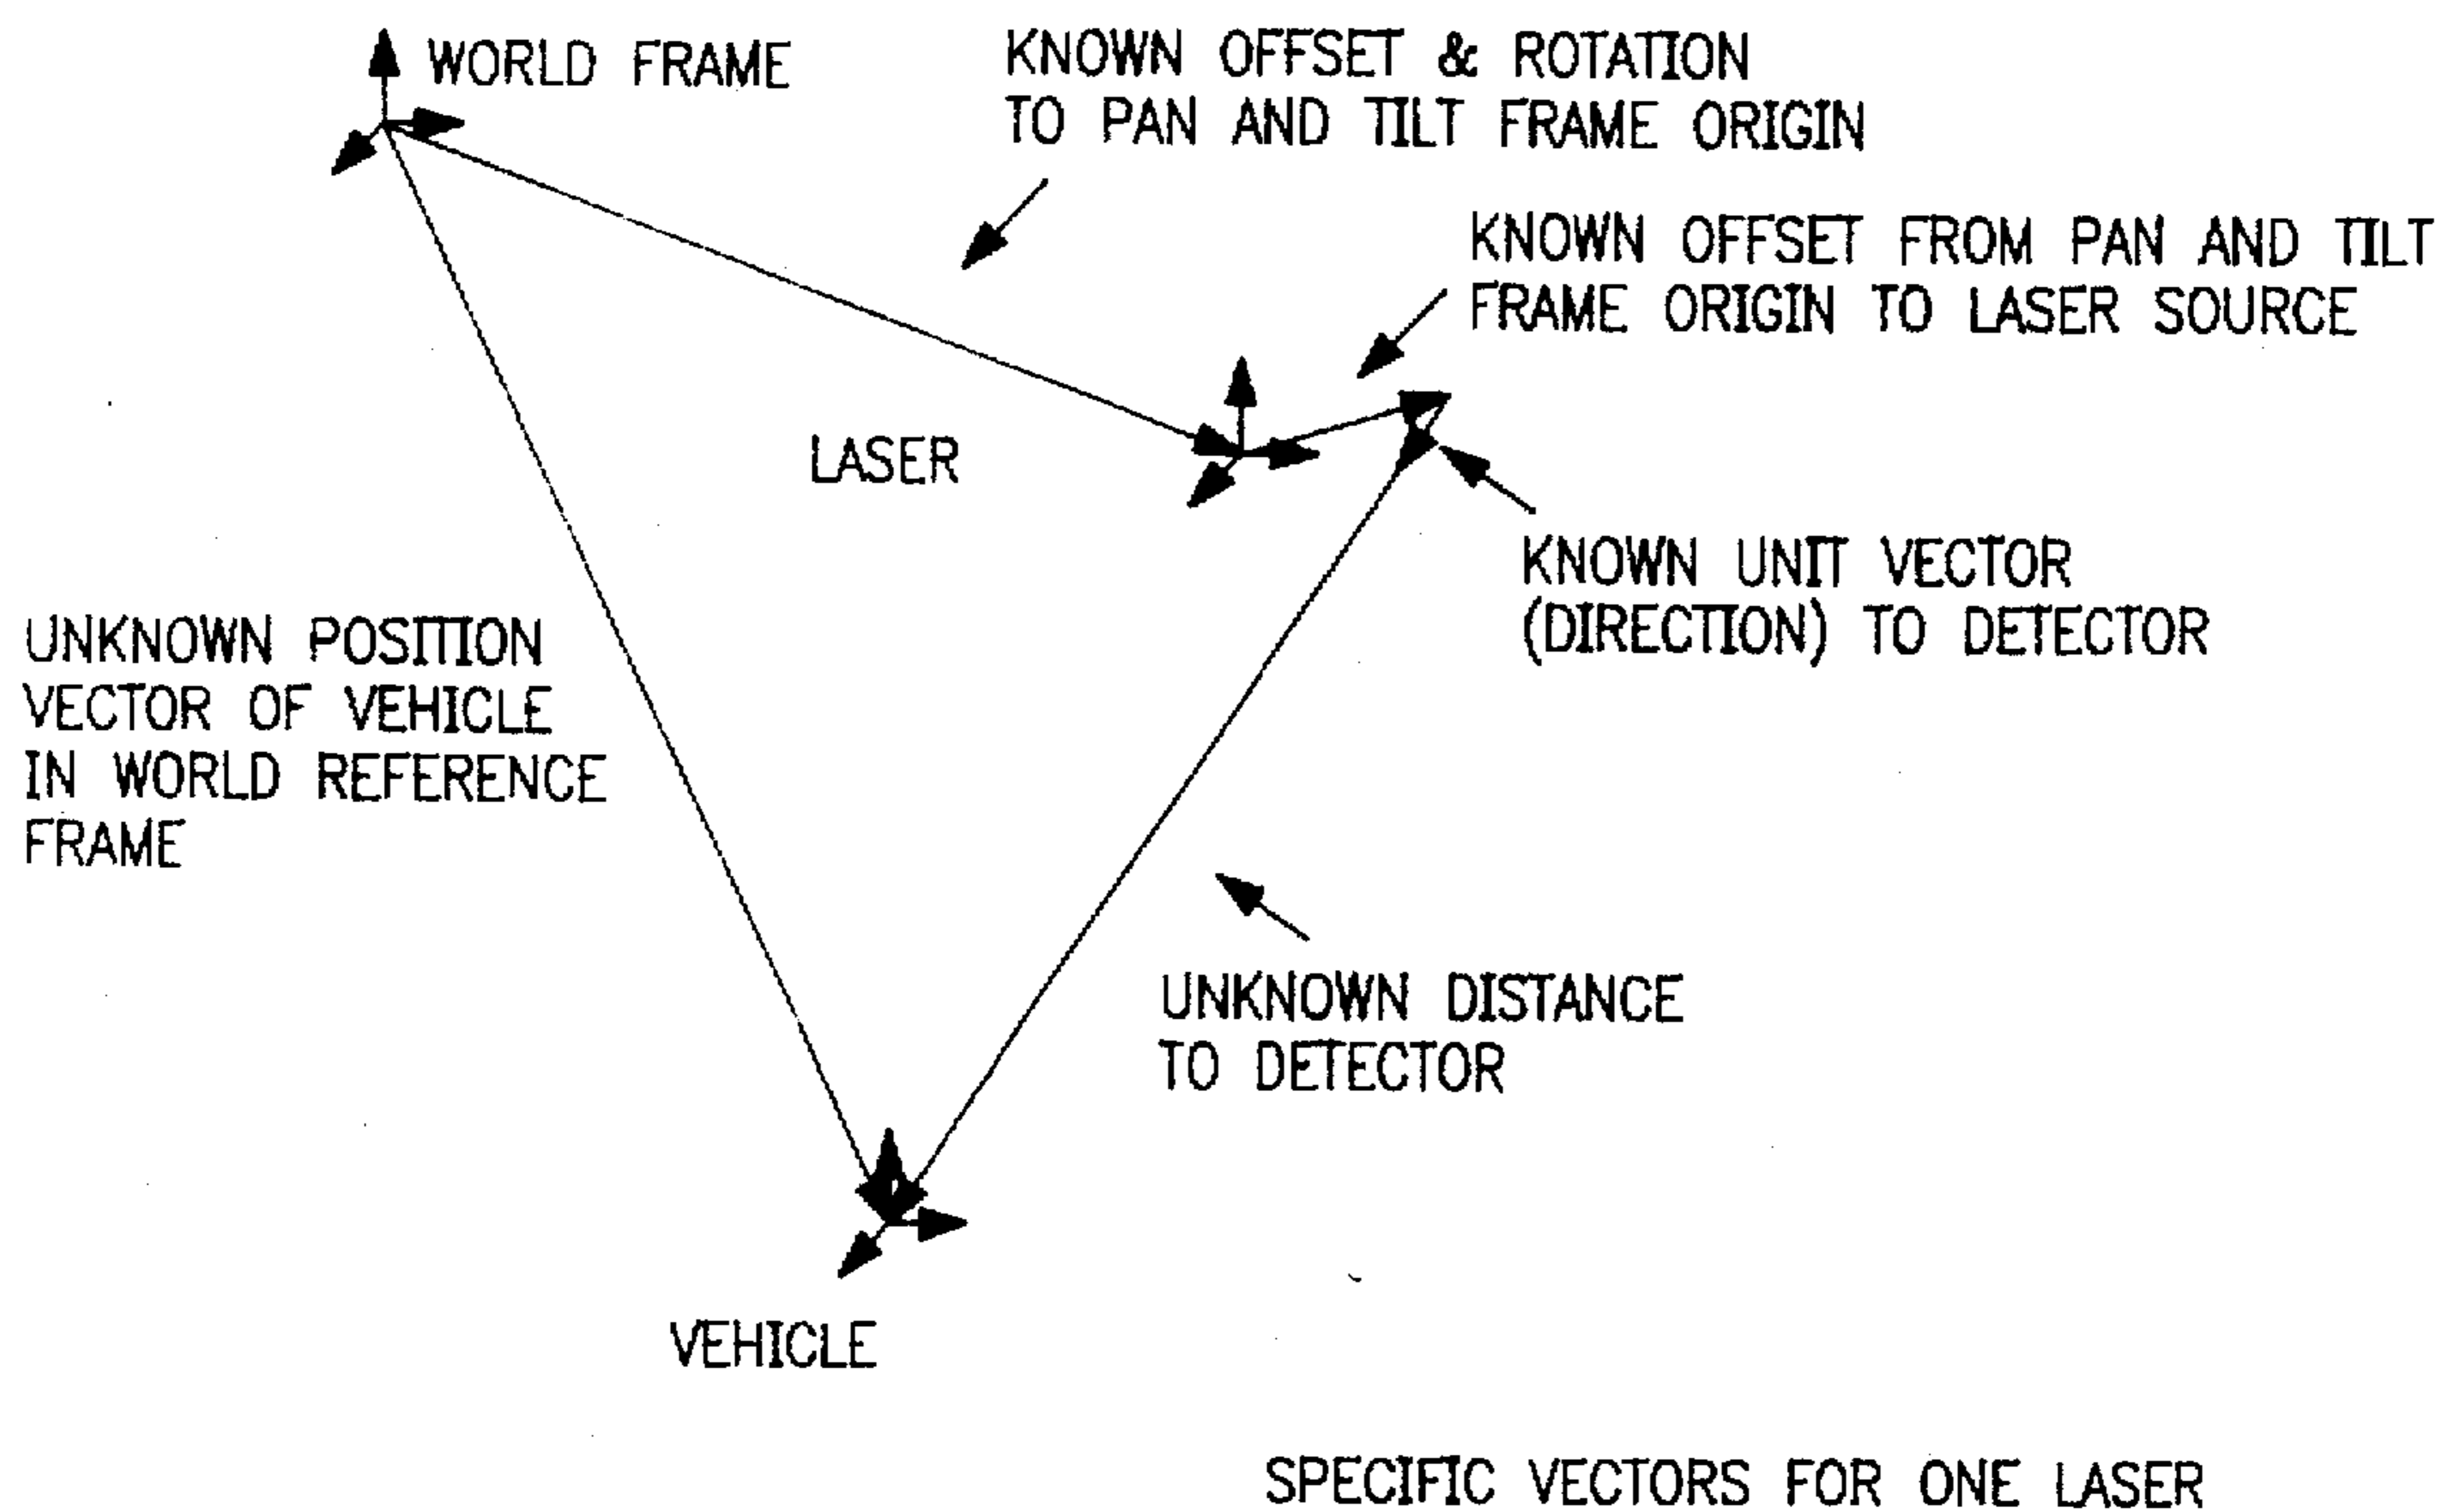 WORLD FRAME
KNOWN OFFSET & ROTATION
TO PAN AND TILT FRAME ORIGIN
KNOWN OFFSET FROM PAN AND TILT
FRAME ORIGIN TO LASER SOURCE
LASER
KNOWN UNIT VECTOR
(DIRECTION) TO DETECTOR
UNKNOWN POSITION
VECTOR OF VEHICLE
IN WORLD REFERENCE
FRAME
UNKNOWN DISTANCE
TO DETECTOR
VEHICLE
SPECIFIC VECTORS FOR ONE LASER